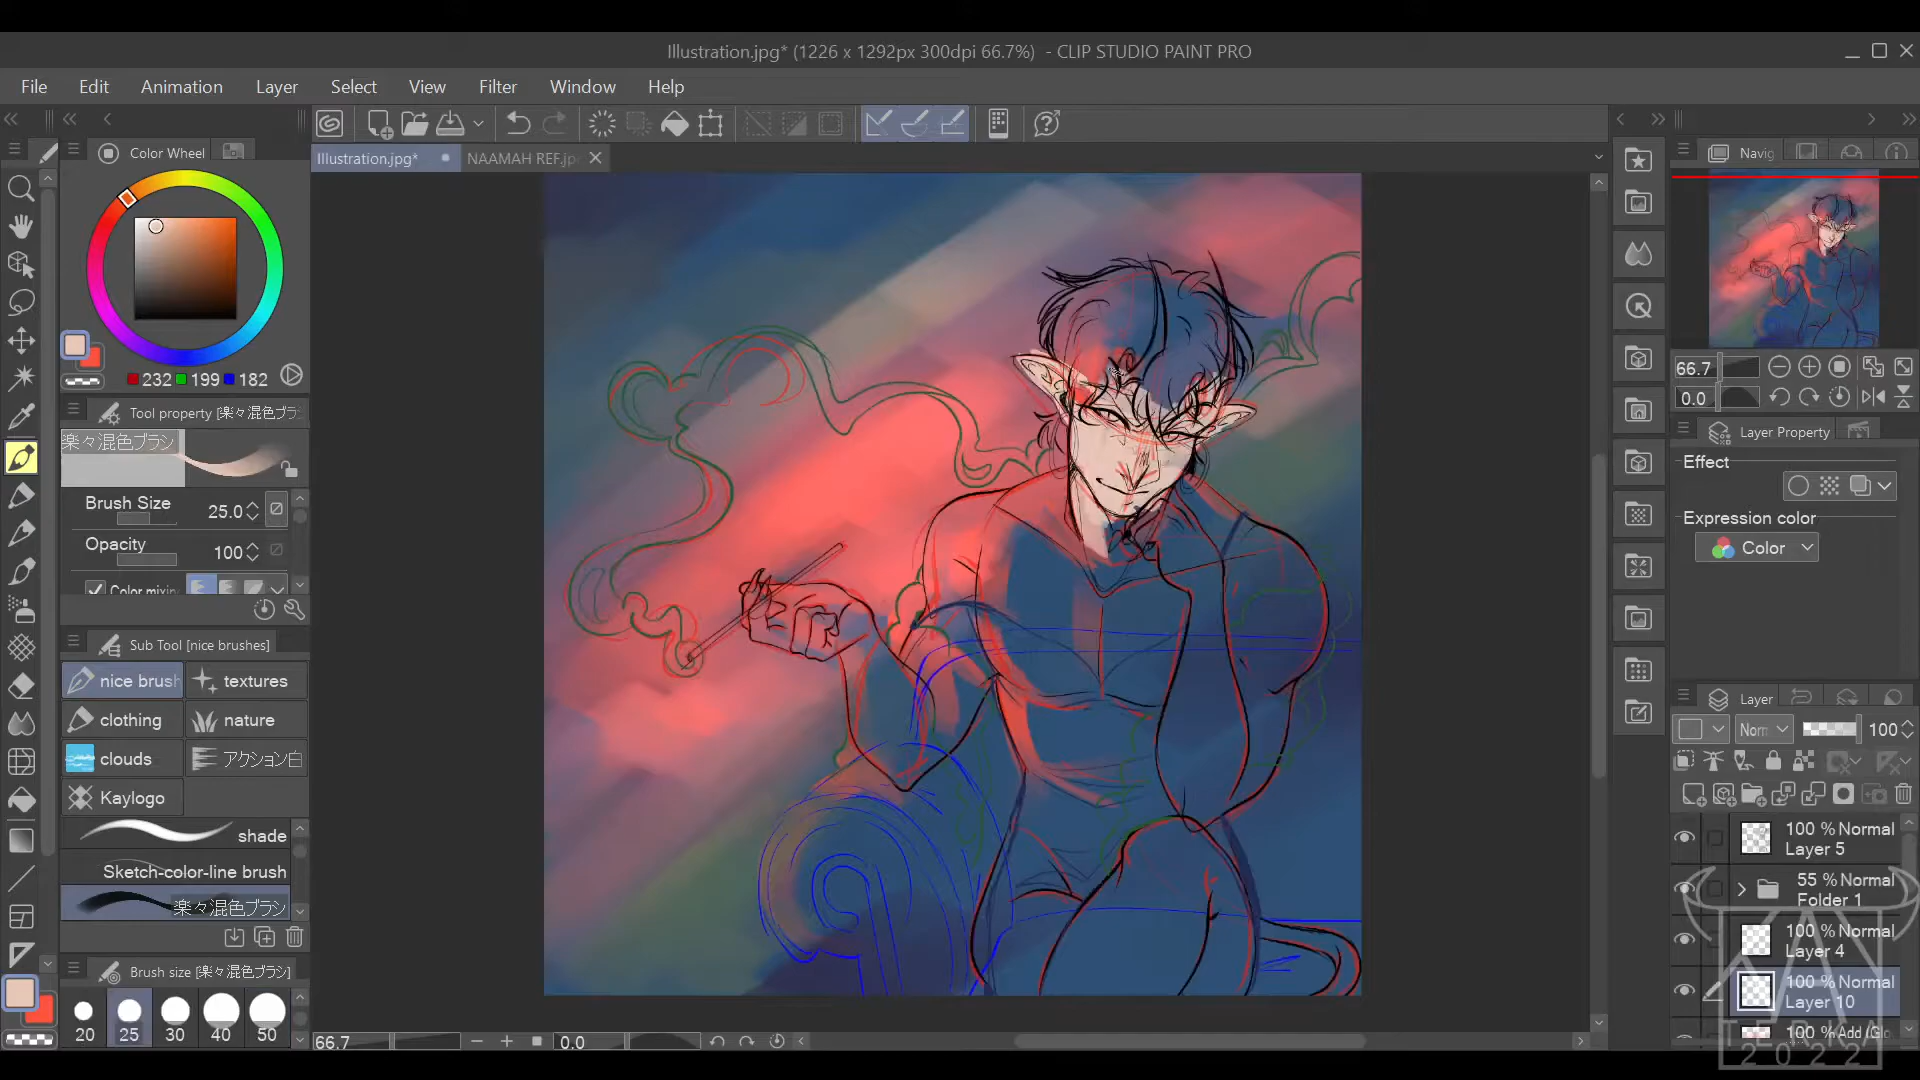 Illustration.jpg* (1226 x 1292px 300dpi 66.7%) - CLIP STUDIO PAINT PRO
File Edit Animation Layer Select View Filter Window Help
Illustration.jpg* NAAMAH REF.jp
Color Wheel
232 199 182
Tool property [楽々混色ブラシ
楽々混色ブラシ
Brush Size 25.0
Opacity 100
Color mixin
Sub Tool [nice brushes]
nice brush textures
clothing nature
clouds アクション白
Kaylogo
shade
Sketch-color-line brush
楽々混色ブラシ
Brush size [楽々混色ブラシ]
20 25 30 40 50
66.7 0.0
Navig
66.7
0.0
Layer Property
Effect
Expression color
Color
Layer
Norm 100
100 % Normal
Layer 5
55 % Normal
Folder 1
100 % Normal
Layer 4
100 % Normal
Layer 10
100 % Add (Glo
2022